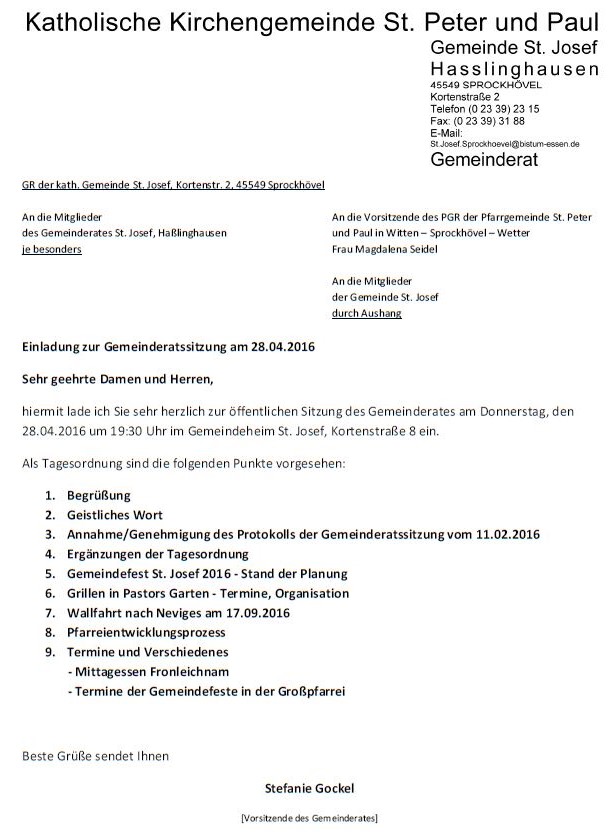 Katholische Kirchengemeinde St. Peter und Paul
Gemeinde St. Josef
Hasslinghausen
45549 SPROCKHÖVEL
Kortenstraße 2
Telefon (0 23 39) 23 15
Fax: (0 23 39) 31 88
E-Mail:
St.Josef.Sprockhoevel@bistum-essen.de
Gemeinderat
GR der kath. Gemeinde St. Josef, Kortenstr. 2, 45549 Sprockhövel
An die Mitglieder
des Gemeinderates St. Josef, Haßlinghausen
je besonders
An die Vorsitzende des PGR der Pfarrgemeinde St. Peter
und Paul in Witten – Sprockhövel – Wetter
Frau Magdalena Seidel
An die Mitglieder
der Gemeinde St. Josef
durch Aushang
Einladung zur Gemeinderatssitzung am 28.04.2016
Sehr geehrte Damen und Herren,
hiermit lade ich Sie sehr herzlich zur öffentlichen Sitzung des Gemeinderates am Donnerstag, den
28.04.2016 um 19:30 Uhr im Gemeindeheim St. Josef, Kortenstraße 8 ein.
Als Tagesordnung sind die folgenden Punkte vorgesehen:
1. Begrüßung
2. Geistliches Wort
3. Annahme/Genehmigung des Protokolls der Gemeinderatssitzung vom 11.02.2016
4. Ergänzungen der Tagesordnung
5. Gemeindefest St. Josef 2016 - Stand der Planung
6. Grillen in Pastors Garten - Termine, Organisation
7. Wallfahrt nach Neviges am 17.09.2016
8. Pfarreientwicklungsprozess
9. Termine und Verschiedenes
- Mittagessen Fronleichnam
- Termine der Gemeindefeste in der Großpfarrei
Beste Grüße sendet Ihnen
Stefanie Gockel
[Vorsitzende des Gemeinderates]